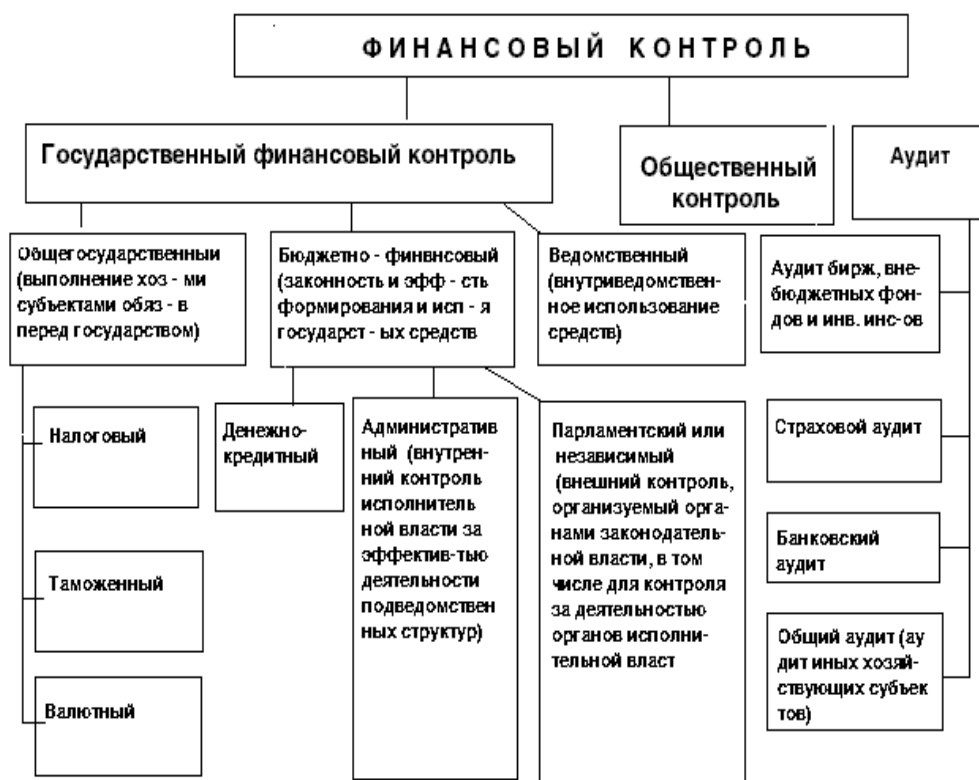 ФИНАНСОВЫЙ КОНТРОЛЬ
Государственный финансовый контроль
Общественный
контроль
Аудит
Общегосударственный
(выполнение хоз - ми
субъектами обяз - в
перед государством)
Бюджетно - финвнсовый
(законность и эфф - сть
формирования и исп - я
государст - ых средств
Ведомственный
(внутриведомствен-
ное использование
средств)
Аудит бирж, вне-
бюджетных фон-
дов и инв. инс-ов
Налоговый
Таможенный
Валютный
Денежно-
кредитный
Административ
ный (внутрен-
ний контроль
исполнитель
ной власти за
эффектив-тью
деятельности
подведомствен
ных структур)
Парламентский или
независимый
(внешний контроль,
организуемый орга-
нами законодатель-
ной власти, в том
числе для контроля
за деятельностью
органов исполни-
тельной власт
Страховой аудит
Банковский
аудит
Общий аудит (ау
дит иных хозяй-
ствующих субъек
тов)